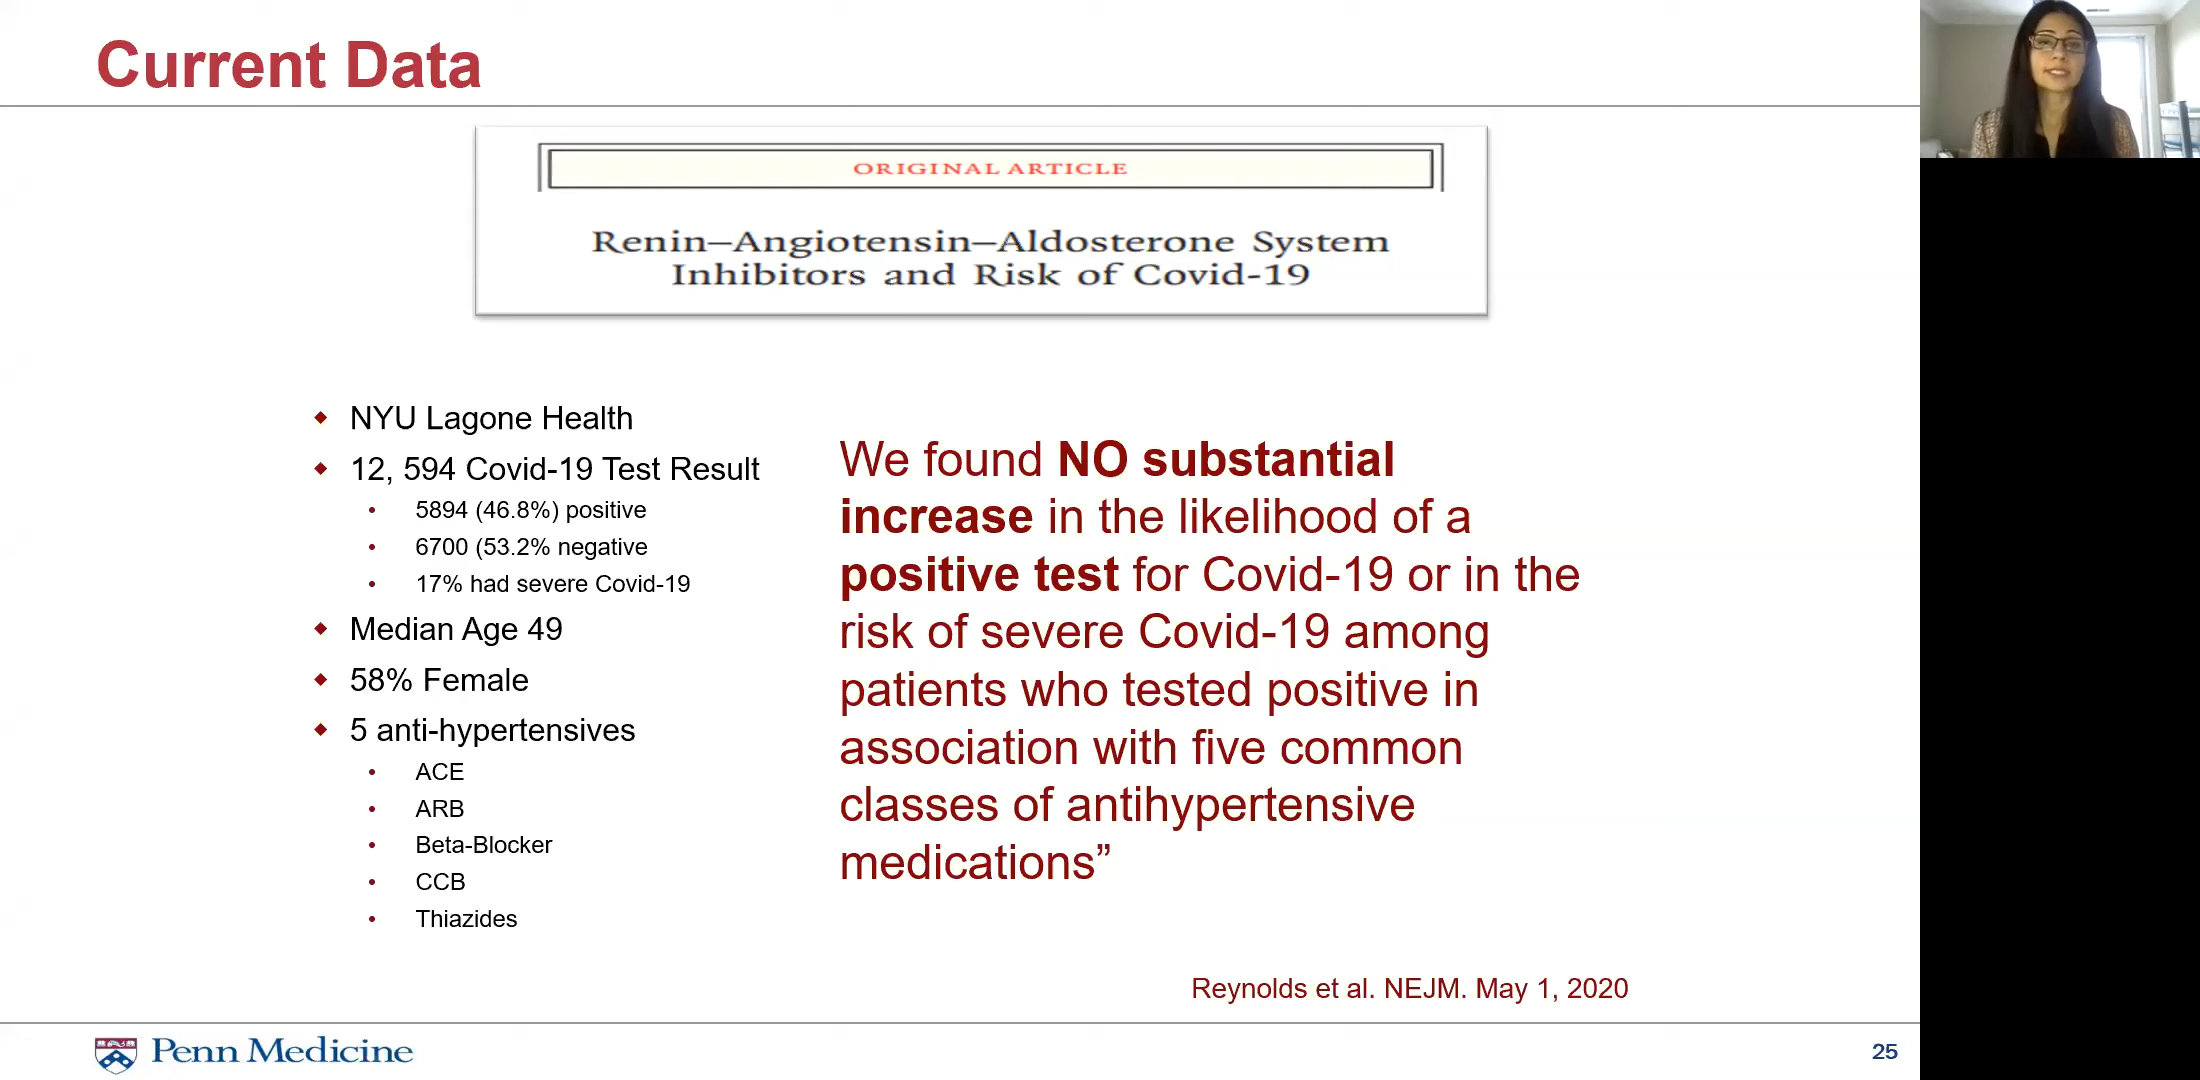 Current Data
ORIGINAL ARTICLE
Renin–Angiotensin–Aldosterone System
Inhibitors and Risk of Covid-19
◆ NYU Lagone Health
◆ 12, 594 Covid-19 Test Result
• 5894 (46.8%) positive
• 6700 (53.2% negative
• 17% had severe Covid-19
◆ Median Age 49
◆ 58% Female
◆ 5 anti-hypertensives
• ACE
• ARB
• Beta-Blocker
• CCB
• Thiazides
We found NO substantial
increase in the likelihood of a
positive test for Covid-19 or in the
risk of severe Covid-19 among
patients who tested positive in
association with five common
classes of antihypertensive
medications”
Reynolds et al. NEJM. May 1, 2020
Penn Medicine
25